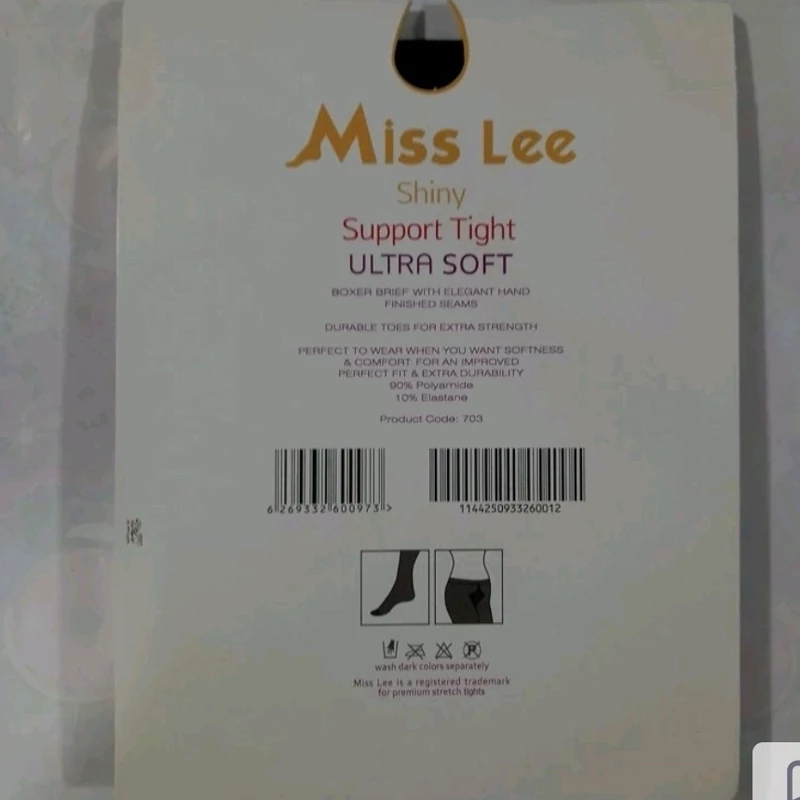 Miss Lee
Shiny
Support Tight
ULTRA SOFT
BOXER BRIEF WITH ELEGANT HAND
FINISHED SEAMS
DURABLE TOES FOR EXTRA STRENGTH
PERFECT TO WEAR WHEN YOU WANT SOFTNESS
& COMFORT. FOR AN IMPROVED
PERFECT FIT & EXTRA DURABILITY
90% Polyamide
10% Elastane
Product Code: 703
6 269332 600973 >
1144250933260012
wash dark colors separately
Miss Lee is a registered trademark
for premium stretch tights